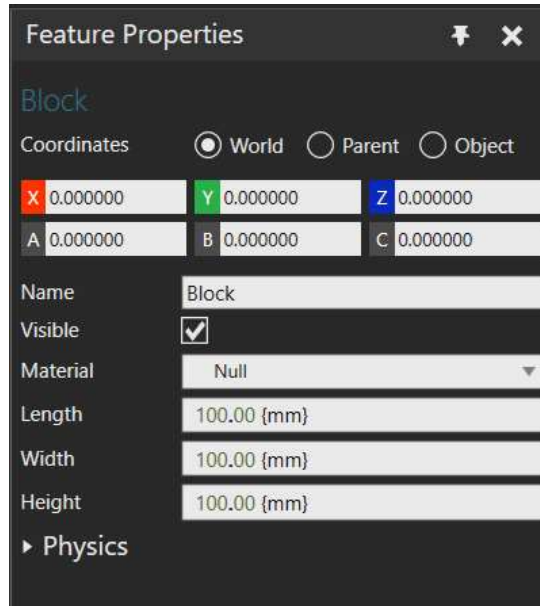 Feature Properties
Block
Coordinates World Parent Object
X 0.000000 Y 0.000000 Z 0.000000
A 0.000000 B 0.000000 C 0.000000
Name Block
Visible
Material Null
Length 100.00 {mm}
Width 100.00 {mm}
Height 100.00 {mm}
Physics